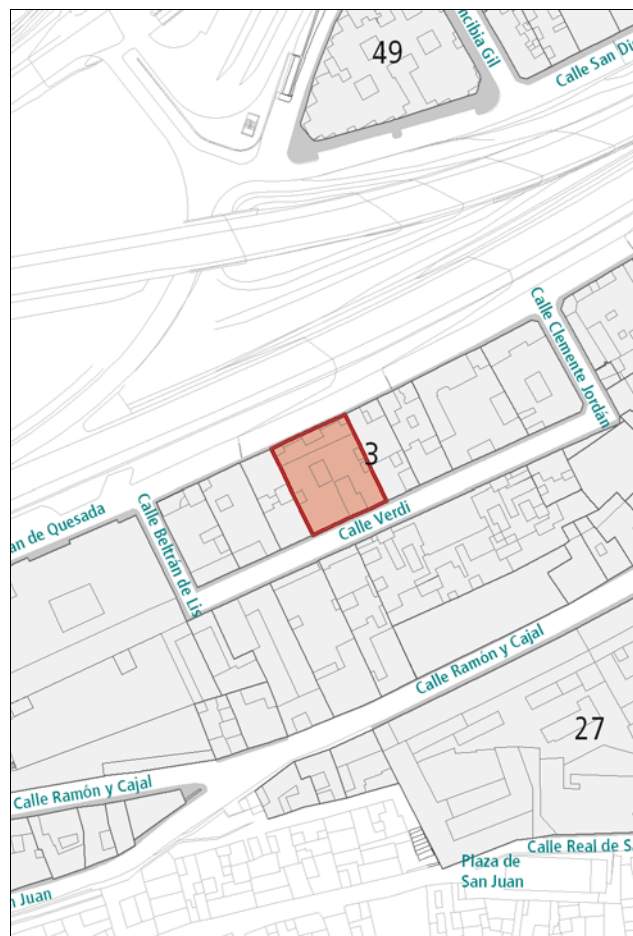 49
ncibia Gil
Calle San Di
Calle Clemente Jordán
3
an de Quesada
Calle Beltrán de Lis
Calle Verdi
Calle Ramón y Cajal
27
Calle Ramón y Cajal
Calle Real de S
Plaza de
San Juan
n Juan